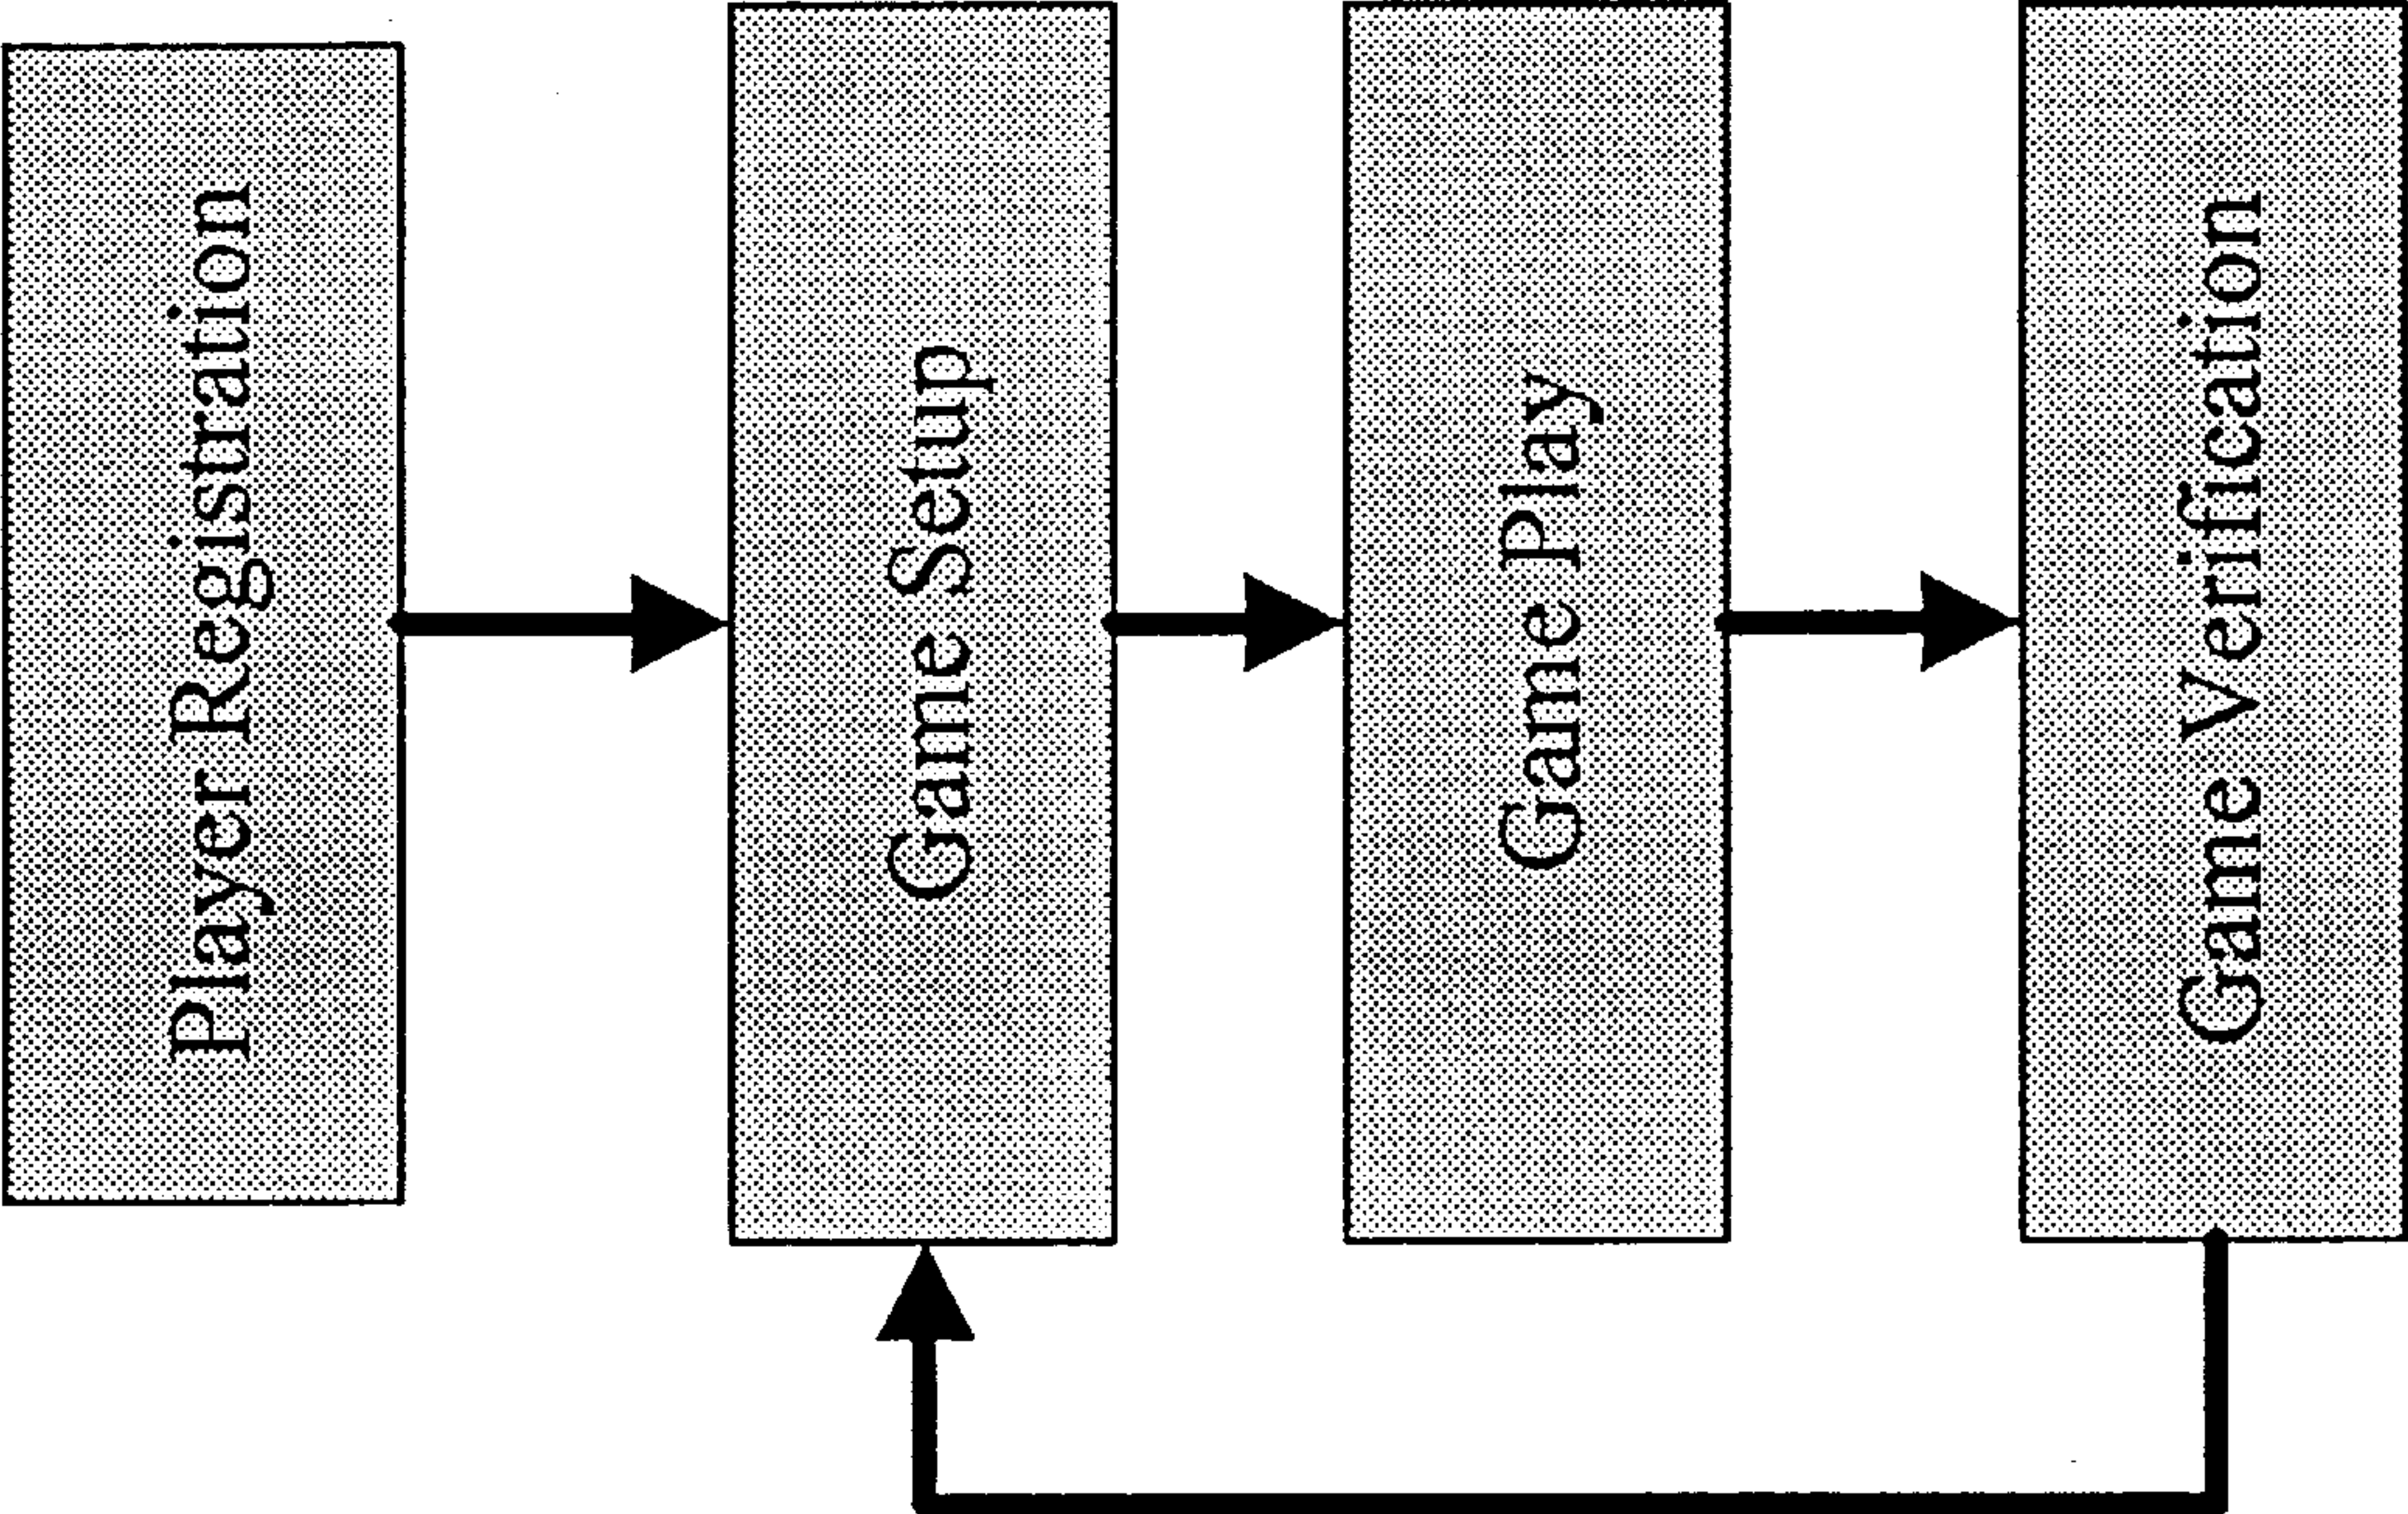 Player Registration
Game Setup
Game Play
Game Verification